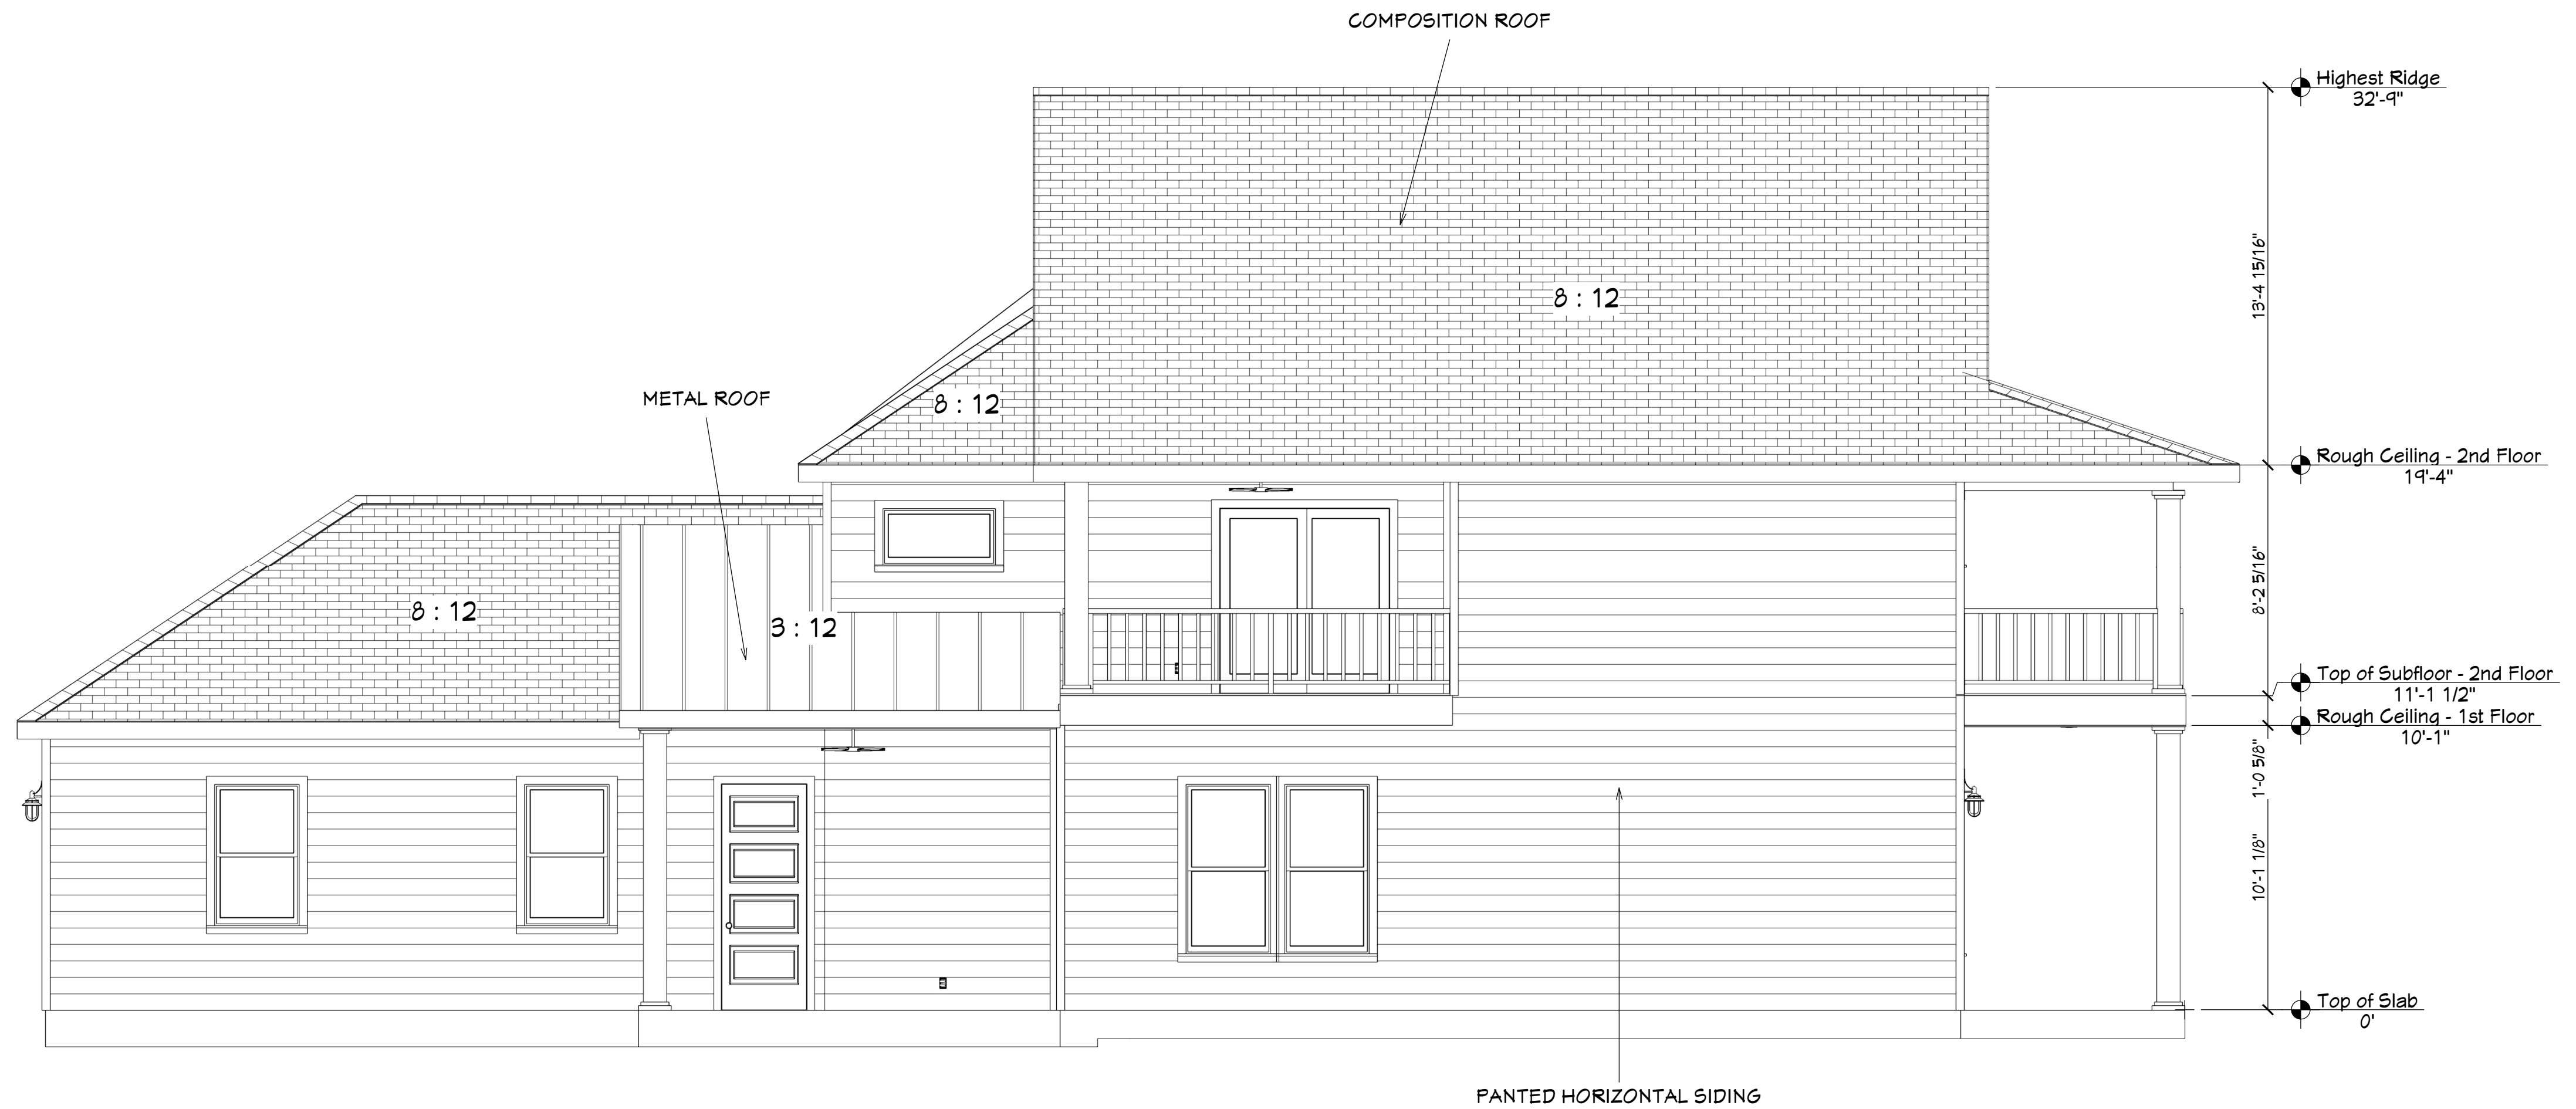 COMPOSITION ROOF
Highest Ridge
32'-9"
13'-4 15/16"
8 : 12
METAL ROOF
8 : 12
Rough Ceiling - 2nd Floor
19'-4"
8'-2 5/16"
8 : 12
3 : 12
Top of Subfloor - 2nd Floor
11'-1 1/2"
Rough Ceiling - 1st Floor
10'-1"
1'-0 5/8"
10'-1 1/8"
Top of Slab
0'
PANTED HORIZONTAL SIDING